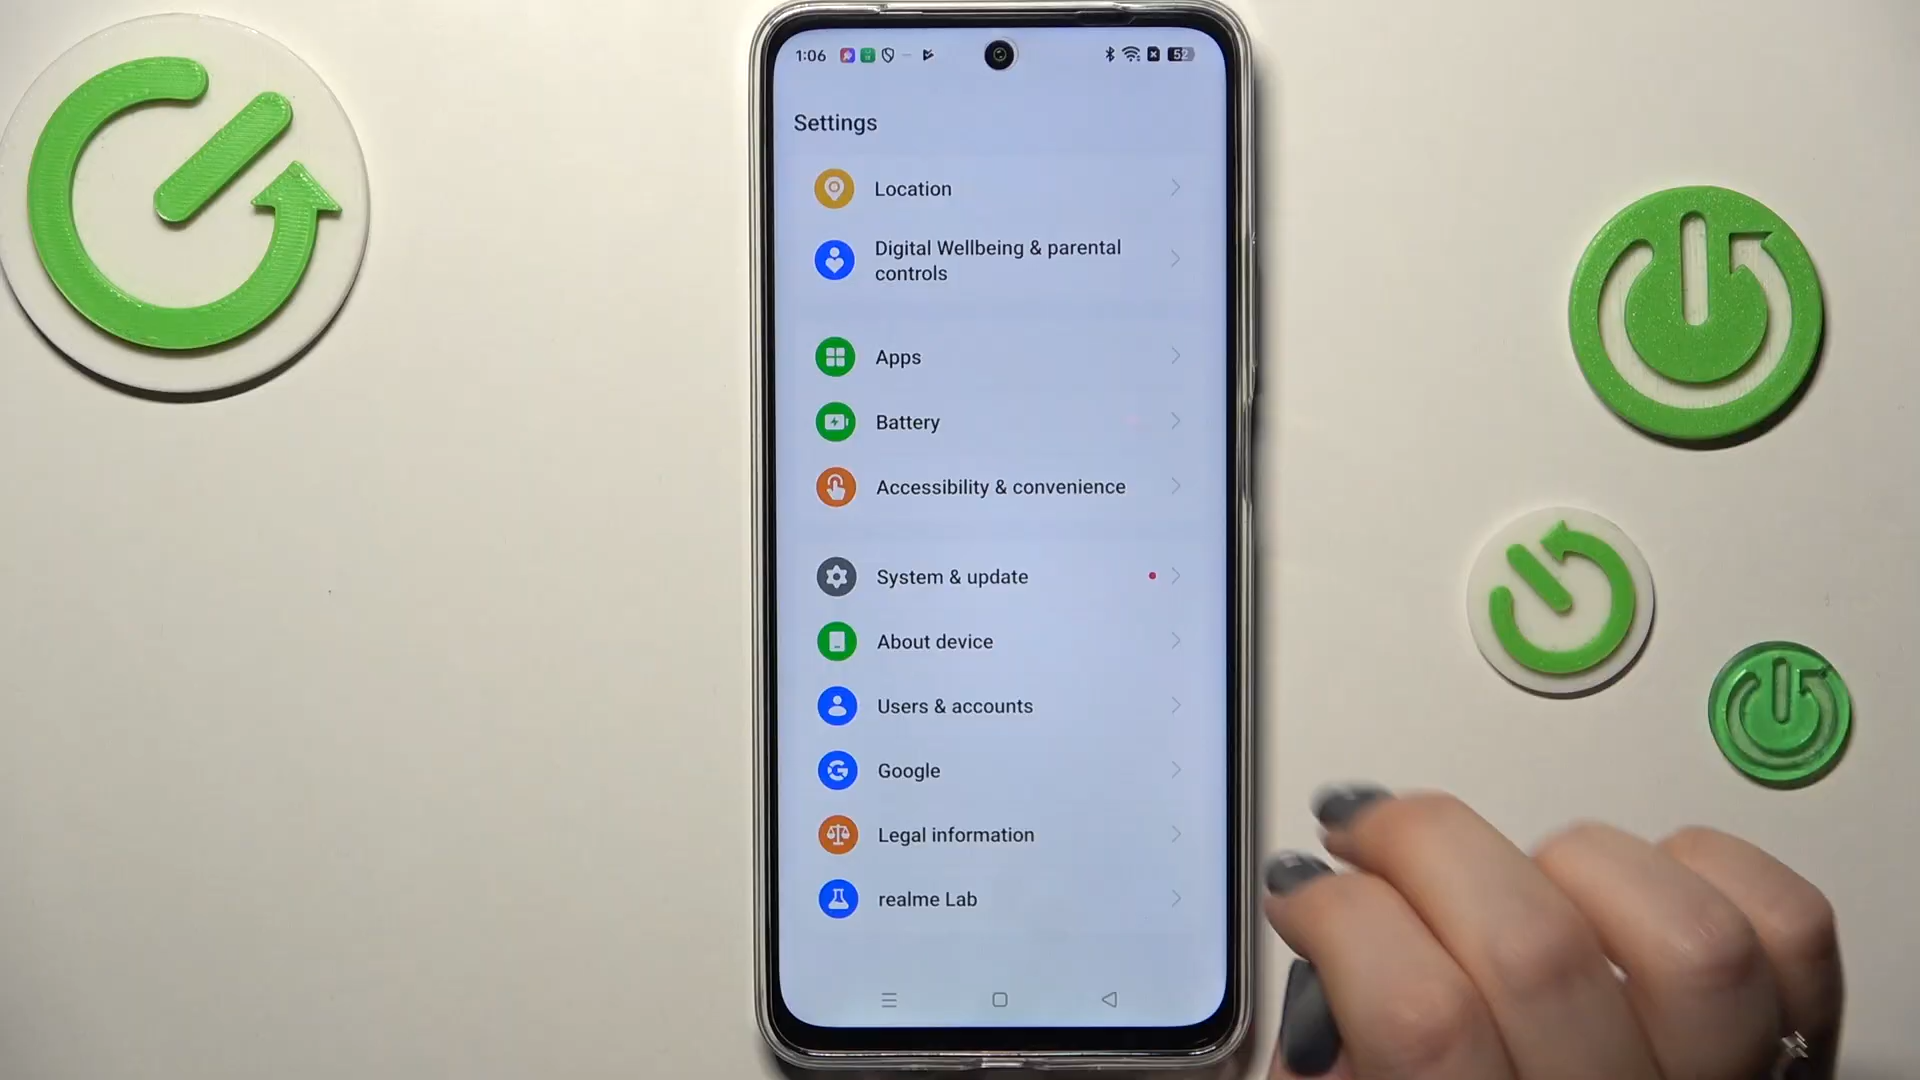 1:06
52
Settings
Location
Digital Wellbeing & parental
controls
Apps
Battery
Accessibility & convenience
System & update
About device
Users & accounts
Google
Legal information
realme Lab